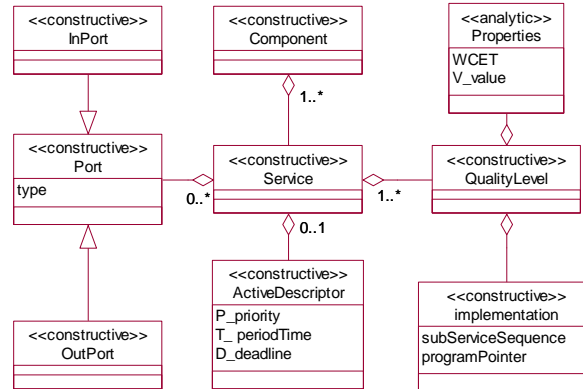 <<constructive>>
InPort
<<constructive>>
Component
<<analytic>>
Properties
WCET
V_value
1..*
<<constructive>>
Port
type
0..*
<<constructive>>
Service
1..*
<<constructive>>
QualityLevel
0..1
<<constructive>>
OutPort
<<constructive>>
ActiveDescriptor
P_priority
T_ periodTime
D_deadline
<<constructive>>
implementation
subServiceSequence
programPointer